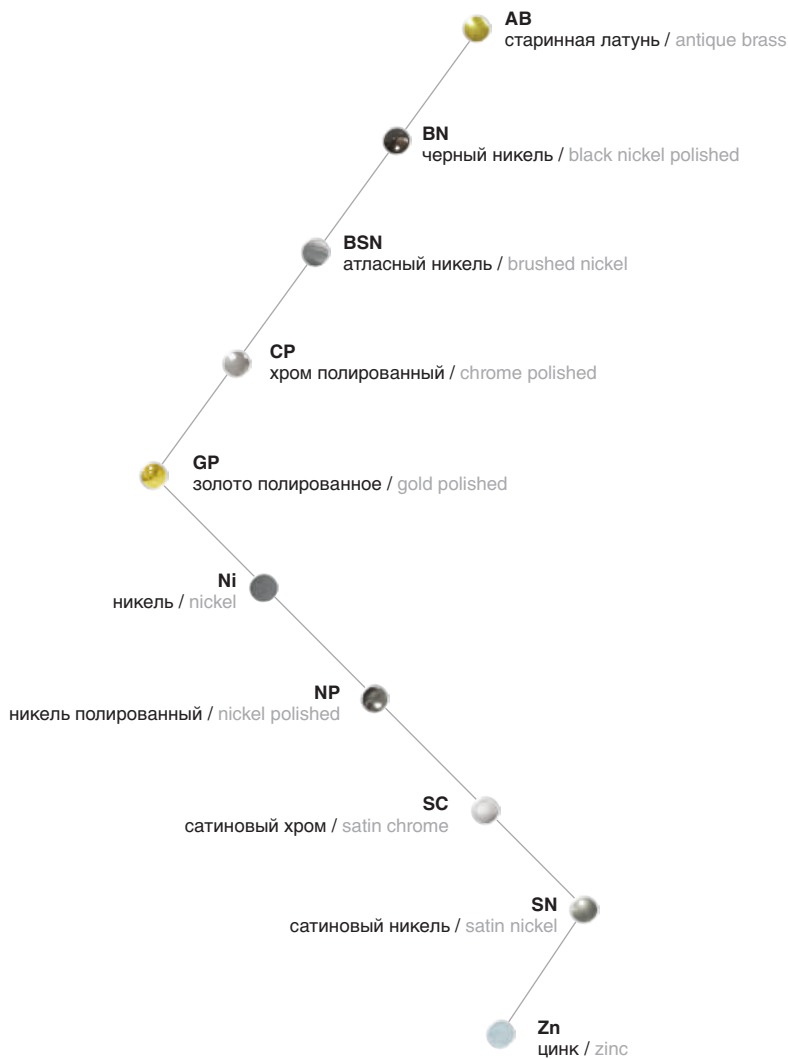 AB
старинная латунь / antique brass
BN
черный никель / black nickel polished
BSN
атласный никель / brushed nickel
CP
хром полированный / chrome polished
GP
золото полированное / gold polished
Ni
никель / nickel
NP
никель полированный / nickel polished
SC
сатиновый хром / satin chrome
SN
сатиновый никель / satin nickel
Zn
цинк / zinc